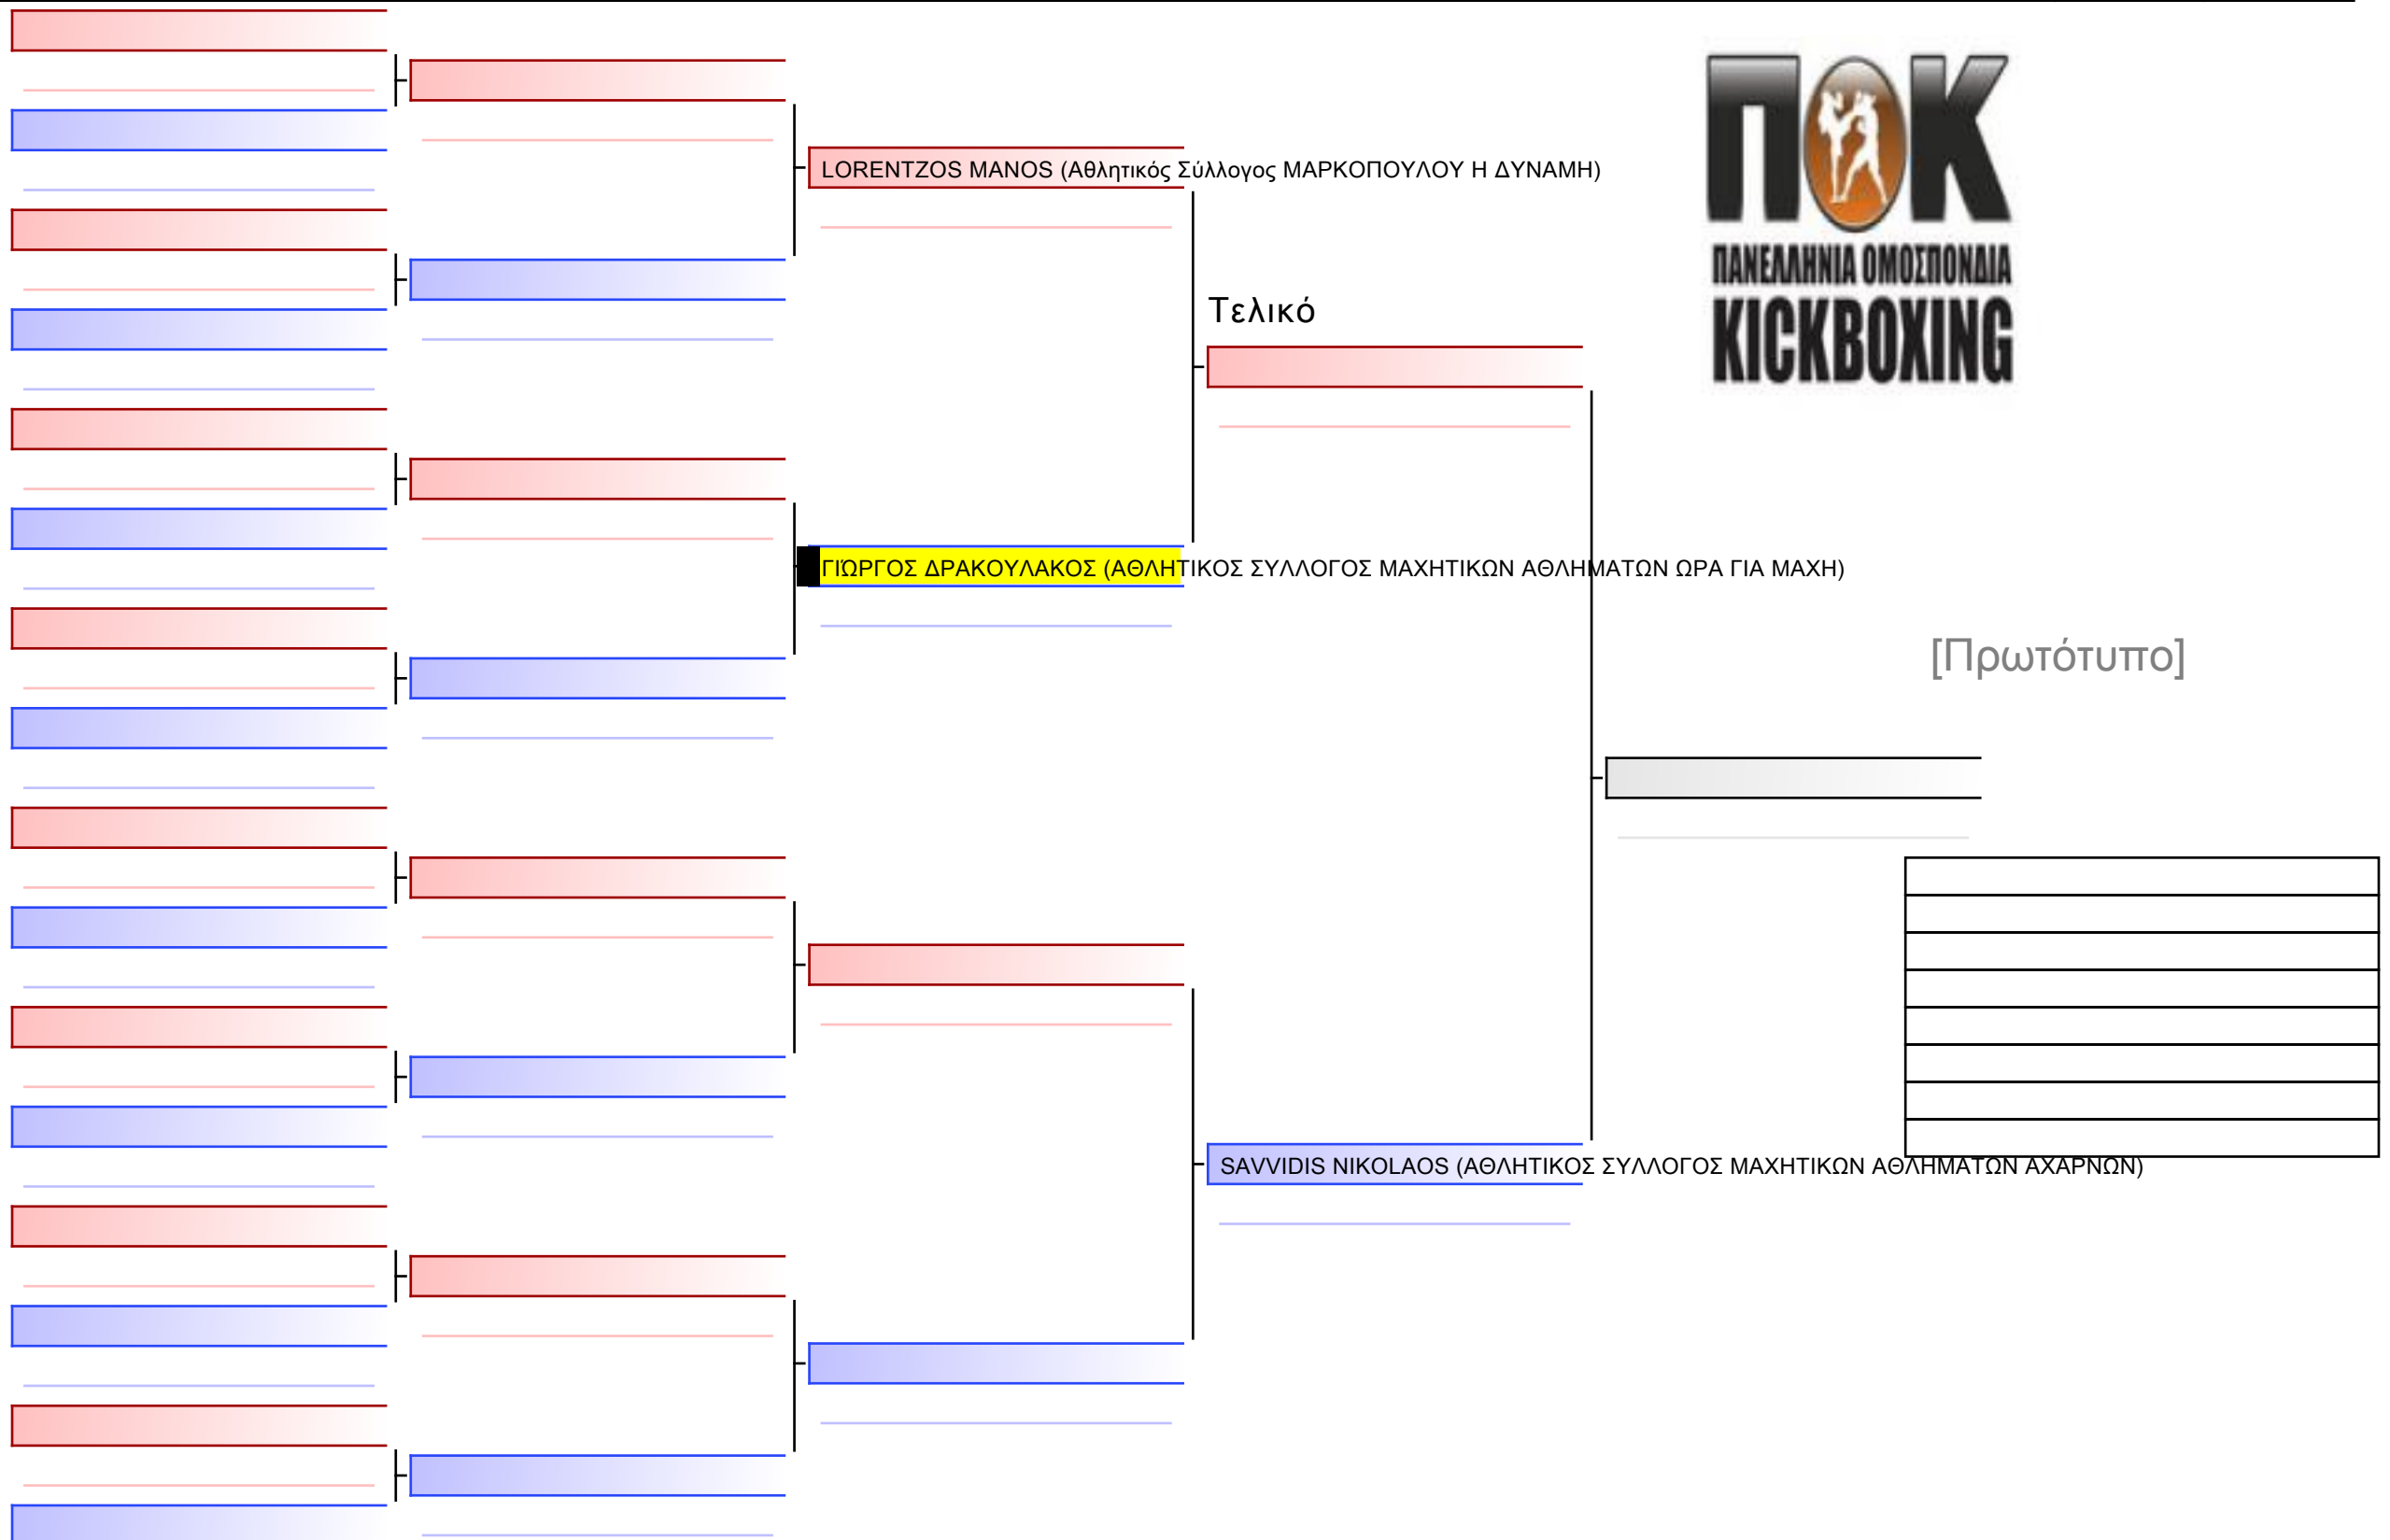 ΠΟΚ
ΠΑΝΕΛΛΗΝΙΑ ΟΜΟΣΠΟΝΔΙΑ
KICKBOXING
LORENTZOS MANOS (Αθλητικός Σύλλογος ΜΑΡΚΟΠΟΥΛΟΥ Η ΔΥΝΑΜΗ)
Τελικό
ΓΙΏΡΓΟΣ ΔΡΑΚΟΥΛΑΚΟΣ (ΑΘΛΗΤΙΚΟΣ ΣΥΛΛΟΓΟΣ ΜΑΧΗΤΙΚΩΝ ΑΘΛΗΜΑΤΩΝ ΩΡΑ ΓΙΑ ΜΑΧΗ)
[Πρωτότυπο]
SAVVIDIS NIKOLAOS (ΑΘΛΗΤΙΚΟΣ ΣΥΛΛΟΓΟΣ ΜΑΧΗΤΙΚΩΝ ΑΘΛΗΜΑΤΩΝ ΑΧΑΡΝΩΝ)